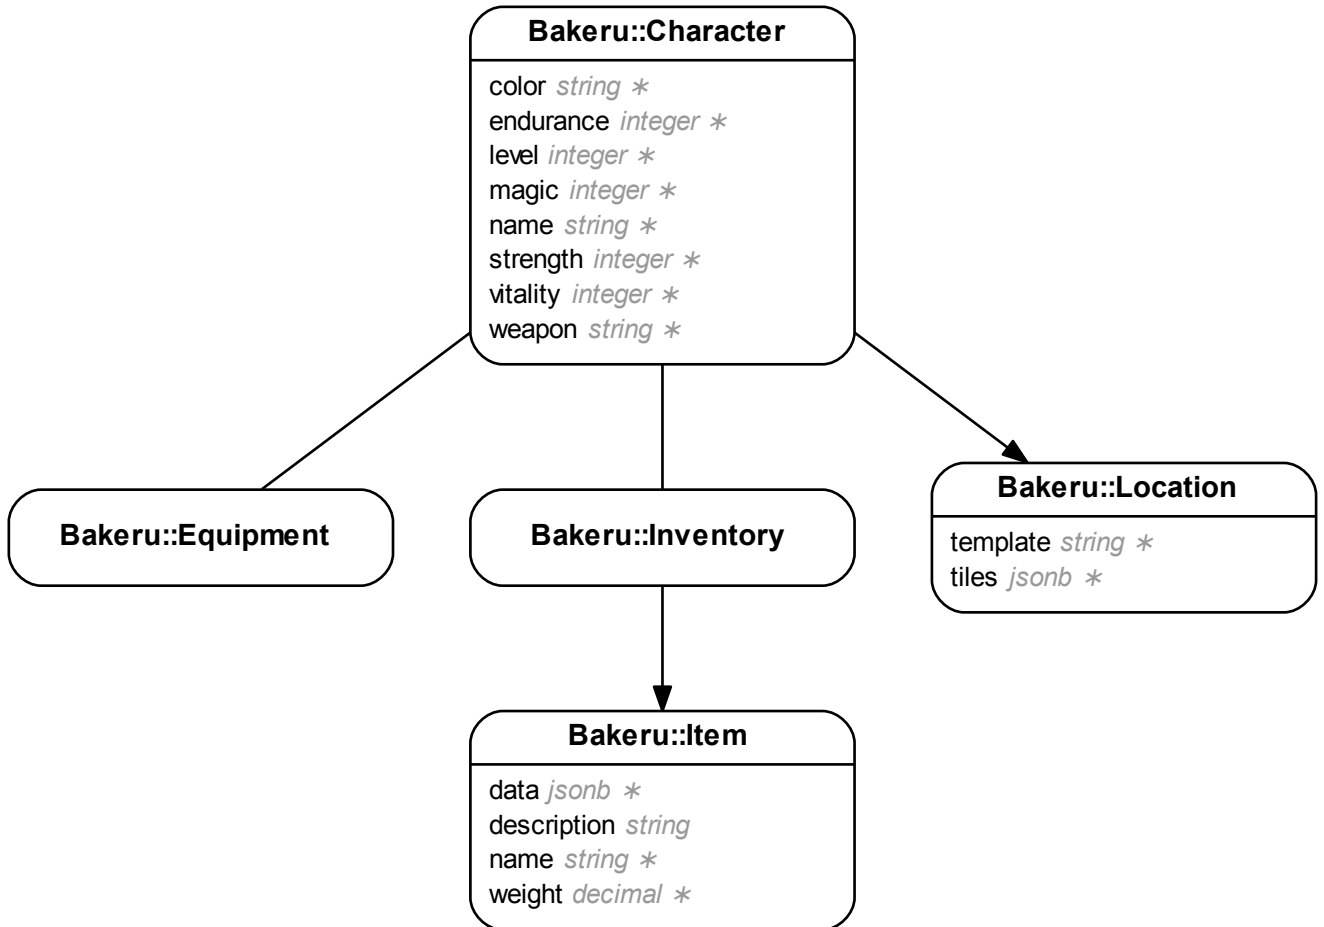 Bakeru::Character
color string ∗
endurance integer ∗
level integer ∗
magic integer ∗
name string ∗
strength integer ∗
vitality integer ∗
weapon string ∗
Bakeru::Equipment
Bakeru::Inventory
Bakeru::Location
template string ∗
tiles jsonb ∗
Bakeru::Item
data jsonb ∗
description string
name string ∗
weight decimal ∗